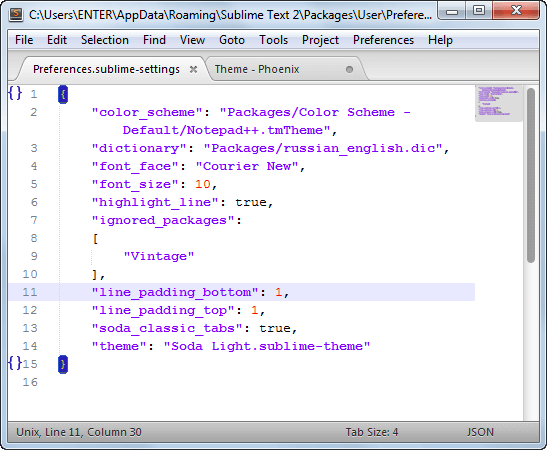 C:\Users\ENTER\AppData\Roaming\Sublime Text 2\Packages\User\Prefere...
File Edit Selection Find View Goto Tools Project Preferences Help
Preferences.sublime-settings × Theme - Phoenix
{} 1 {
2 "color_scheme": "Packages/Color Scheme -
Default/Notepad++.tmTheme",
3 "dictionary": "Packages/russian_english.dic",
4 "font_face": "Courier New",
5 "font_size": 10,
6 "highlight_line": true,
7 "ignored_packages":
8 [
9 "Vintage"
10 ],
11 "line_padding_bottom": 1,
12 "line_padding_top": 1,
13 "soda_classic_tabs": true,
14 "theme": "Soda Light.sublime-theme"
{} 15 }
16
Unix, Line 11, Column 30 Tab Size: 4 JSON